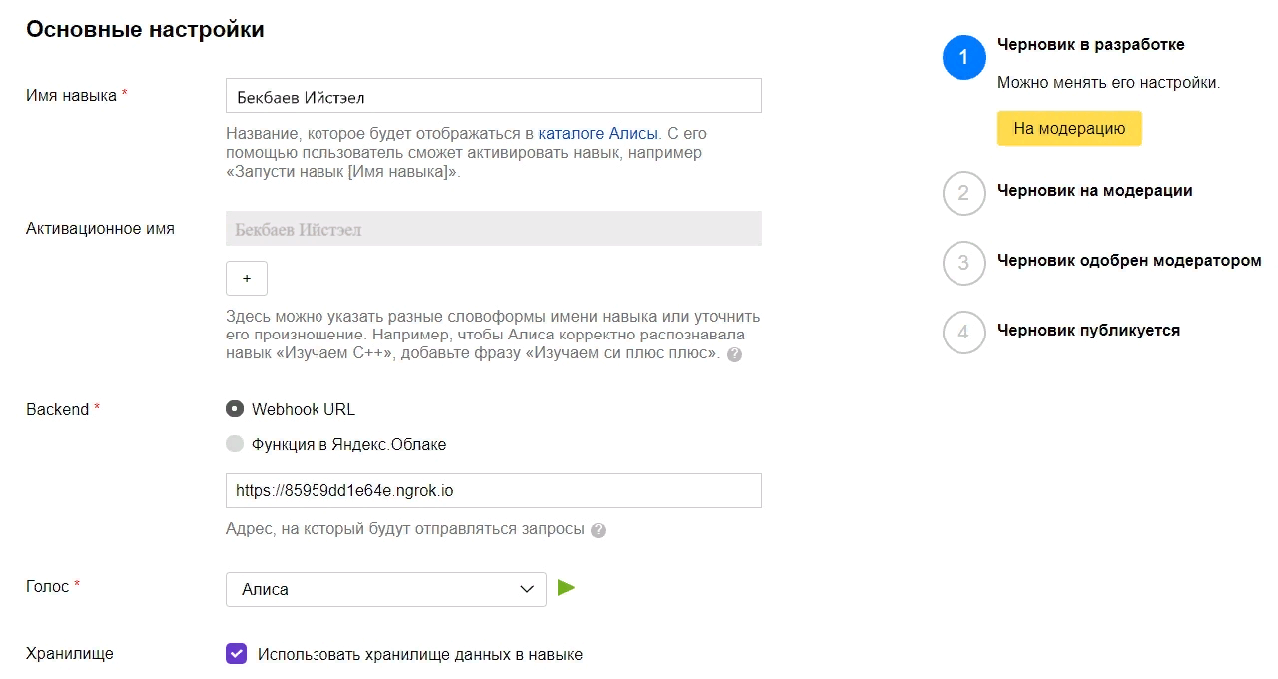 Основные настройки
Имя навыка *
Бекбаев Ийстэел
Название, которое будет отображаться в каталоге Алисы. С его
помощью пользователь сможет активировать навык, например
«Запусти навык [Имя навыка]».
Активационное имя
Бекбаев Ийстэел
+
Здесь можно указать разные словоформы имени навыка или уточнить
его произношение. Например, чтобы Алиса корректно распознавала
навык «Изучаем C++», добавьте фразу «Изучаем си плюс плюс». ?
Backend *
Webhook URL
Функция в Яндекс.Облаке
https://85959dd1e64e.ngrok.io
Адрес, на который будут отправляться запросы ?
Голос *
Алиса
Хранилище
Использовать хранилище данных в навыке
1
Черновик в разработке
Можно менять его настройки.
На модерацию
2
Черновик на модерации
3
Черновик одобрен модератором
4
Черновик публикуется